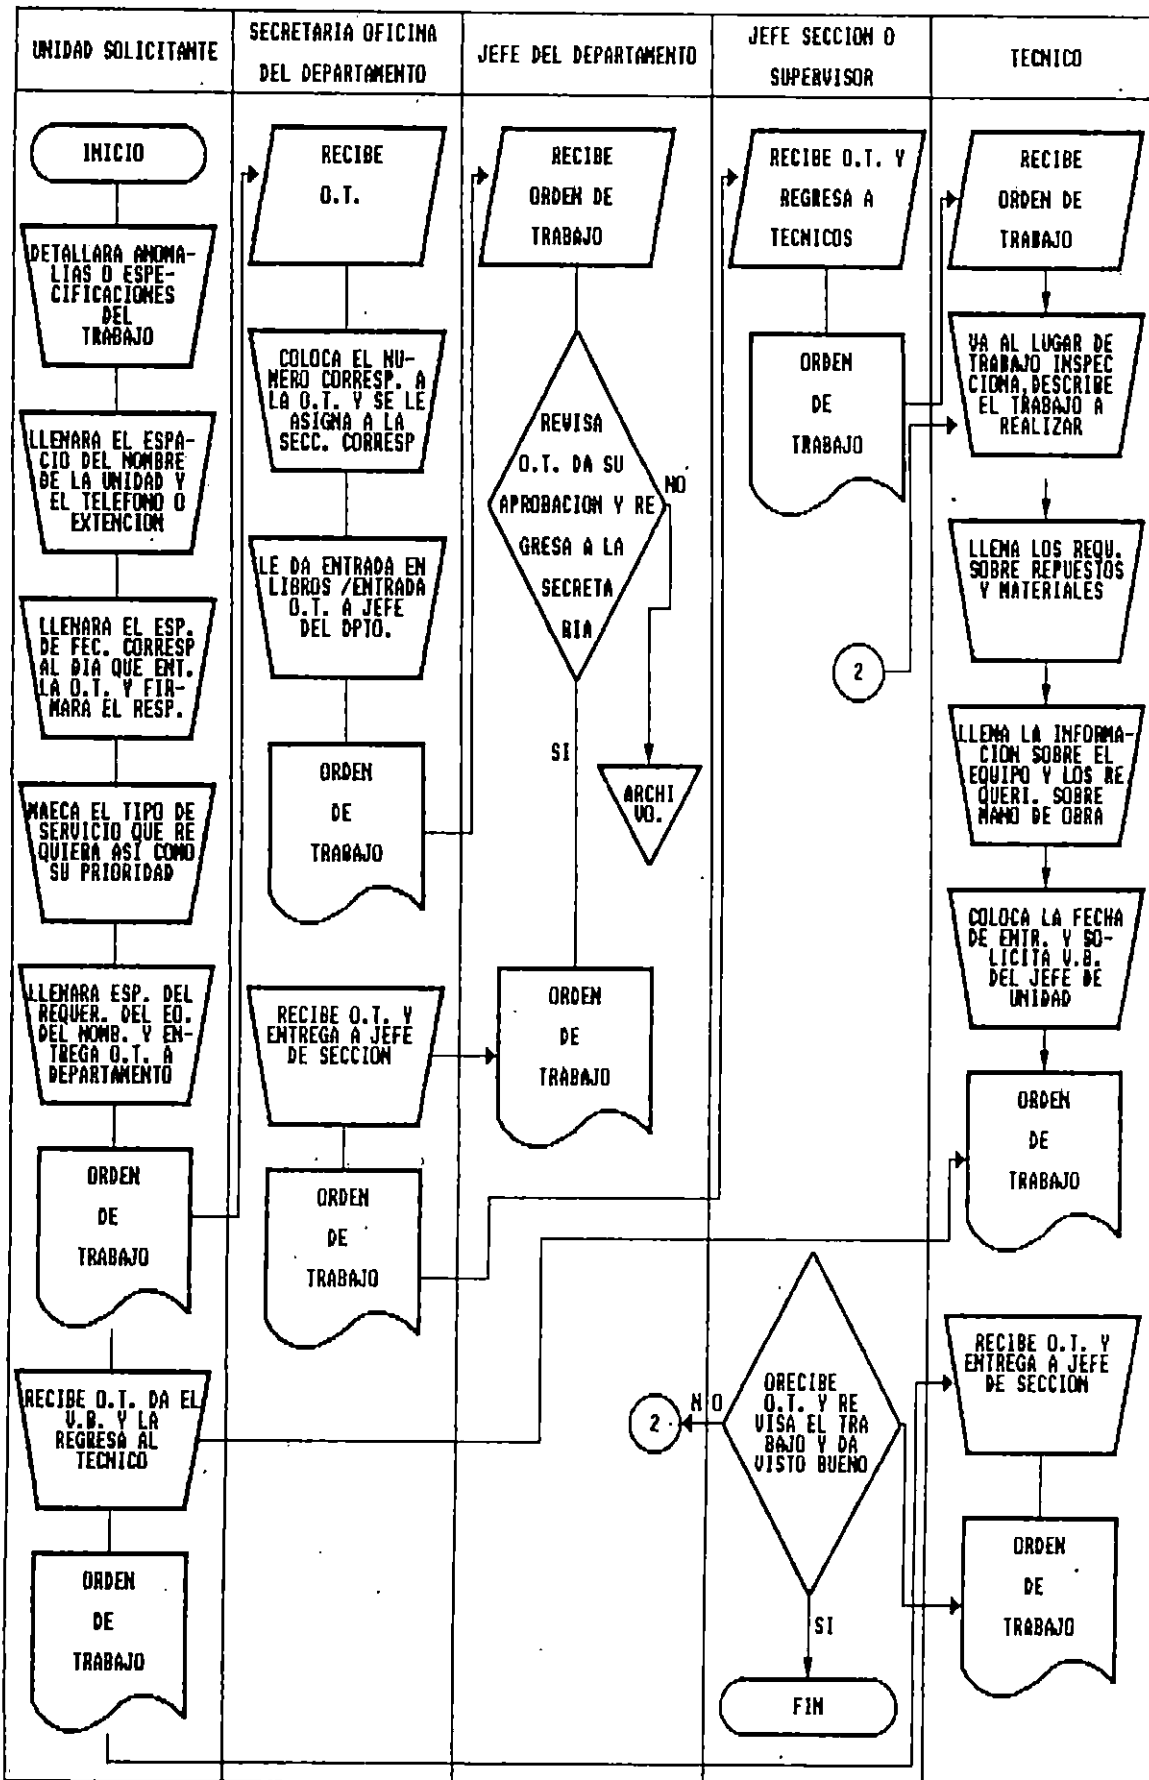 UNIDAD SOLICITANTE
SECRETARIA OFICINA
DEL DEPARTAMENTO
JEFE DEL DEPARTAMENTO
JEFE SECCION O
SUPERVISOR
TECNICO
INICIO
DETALLARA ANOMA-
LIAS O ESPE-
CIFICACIONES
DEL
TRABAJO
LLENARA EL ESPA-
CIO DEL NOMBRE
DE LA UNIDAD Y
EL TELEFONO O
EXTENCION
LLENARA EL ESP.
DE FEC. CORRESP
AL DIA QUE ENT.
LA O.T. Y FIR-
MARA EL RESP.
MAECA EL TIPO DE
SERVICIO QUE RE
QUIERA ASI COMO
SU PRIORIDAD
LLENARA ESP. DEL
REQUER. DEL EQ.
DEL NOMB. Y EN-
TREGA O.T. A
DEPARTAMENTO
ORDEN
DE
TRABAJO
RECIBE O.T. DA EL
V.B. Y LA
REGRESA AL
TECNICO
ORDEN
DE
TRABAJO
RECIBE
O.T.
COLOCA EL NU-
MERO CORRESP. A
LA O.T. Y SE LE
ASIGNA A LA
SECC. CORRESP
LE DA ENTRADA EN
LIBROS /ENTRADA
O.T. A JEFE
DEL DPTO.
ORDEN
DE
TRABAJO
RECIBE O.T. Y
ENTREGA A JEFE
DE SECCION
ORDEN
DE
TRABAJO
RECIBE
ORDEN DE
TRABAJO
REVISA
O.T. DA SU
APROBACION Y RE
GRESA A LA
SECRETA
RIA
NO
SI
ARCHI
VO.
ORDEN
DE
TRABAJO
RECIBE O.T. Y
REGRESA A
TECNICOS
ORDEN
DE
TRABAJO
2
ORECIBE
O.T. Y RE
VISA EL TRA
BAJO Y DA
VISTO BUENO
N O
2
SI
FIN
RECIBE
ORDEN DE
TRABAJO
VA AL LUGAR DE
TRABAJO INSPEC
CIONA,DESCRIBE
EL TRABAJO A
REALIZAR
LLENA LOS REQU.
SOBRE REPUESTOS
Y MATERIALES
LLENA LA INFORMA-
CION SOBRE EL
EQUIPO Y LOS RE
QUERI. SOBRE
MANO DE OBRA
COLOCA LA FECHA
DE ENTR. Y SO-
LICITA V.B.
DEL JEFE DE
UNIDAD
ORDEN
DE
TRABAJO
RECIBE O.T. Y
ENTREGA A JEFE
DE SECCION
ORDEN
DE
TRABAJO